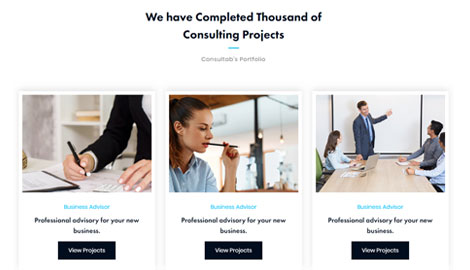 We have Completed Thousand of
Consulting Projects
Consultab's Portfolio
Business Advisor
Professional advisory for your new
business.
View Projects
Business Advisor
Professional advisory for your new
business.
View Projects
Business Advisor
Professional advisory for your new
business.
View Projects